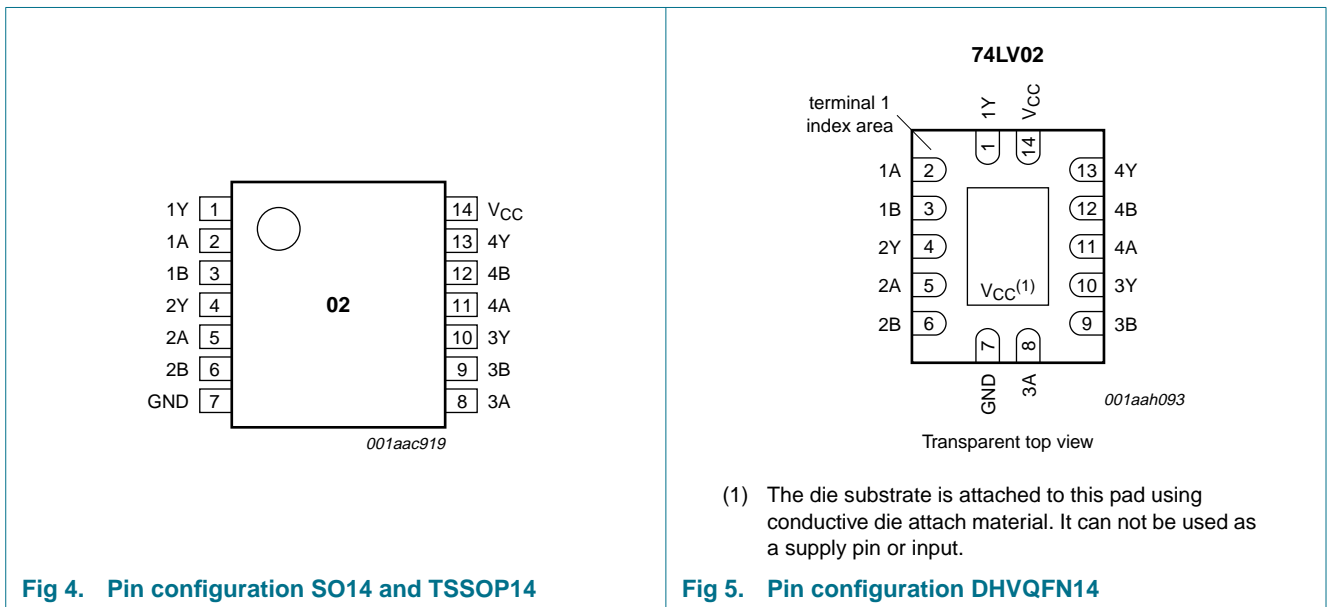 1Y 1
1A 2
1B 3
2Y 4
2A 5
2B 6
GND 7
02
14 VCC
13 4Y
12 4B
11 4A
10 3Y
9 3B
8 3A
001aac919
Fig 4. Pin configuration SO14 and TSSOP14
74LV02
terminal 1
index area
1Y
VCC
1
14
1A 2
1B 3
2Y 4
2A 5
2B 6
13 4Y
12 4B
11 4A
10 3Y
9 3B
VCC(1)
7
8
GND
3A
001aah093
Transparent top view
(1) The die substrate is attached to this pad using
conductive die attach material. It can not be used as
a supply pin or input.
Fig 5. Pin configuration DHVQFN14